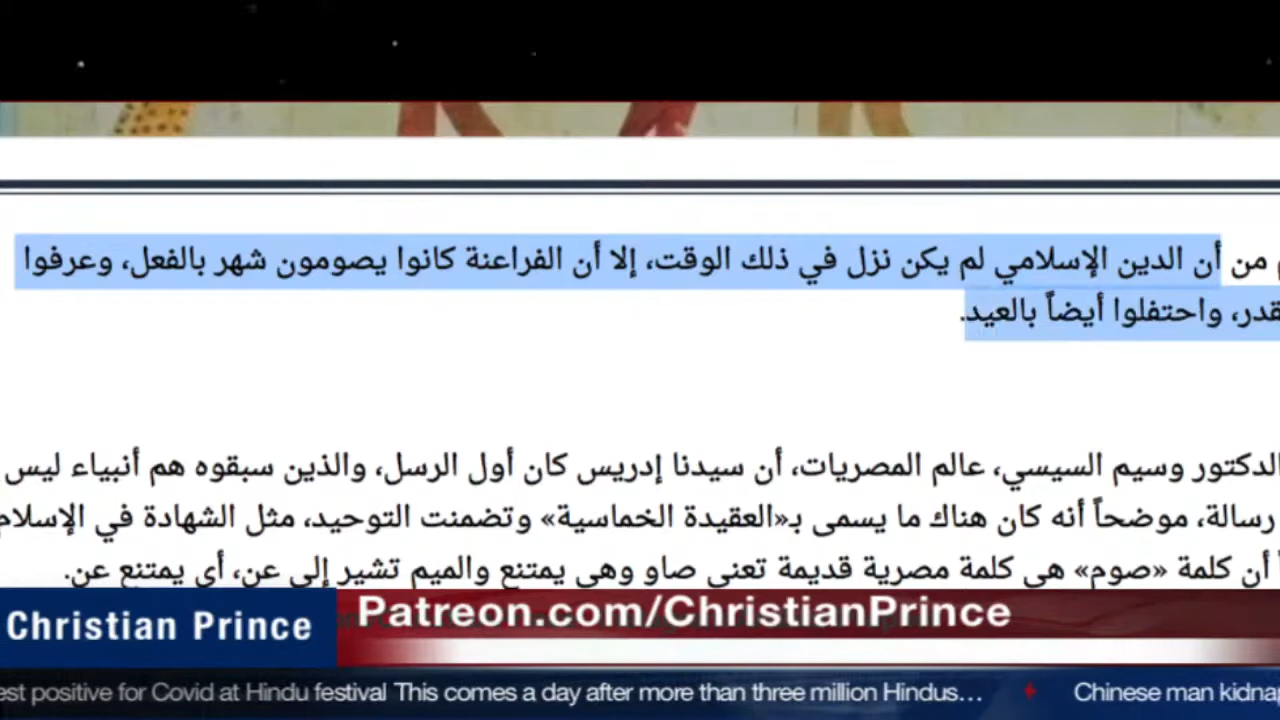 من أن الدين الإسلامي لم يكن نزل في ذلك الوقت، إلا أن الفراعنة كانوا يصومون شهر بالفعل، وعرفوا
واحتفلوا أيضاً بالعيد.
الدكتور وسيم السيسي، عالم المصريات، أن سيدنا إدريس كان أول الرسل، والذين سبقوه هم أنبياء ليس
رسالة، موضحاً أنه كان هناك ما يسمى بـ«العقيدة الخماسية» وتضمنت التوحيد، مثل الشهادة في الإسلام
أن كلمة «صوم» هي كلمة مصرية قديمة تعني صاو وهي يمتنع والميم تشير إلى عن، أي يمتنع عن.
Patreon.com/ChristianPrince
Christian Prince
est positive for Covid at Hindu festival This comes a day after more than three million Hindus… Chinese man kidna